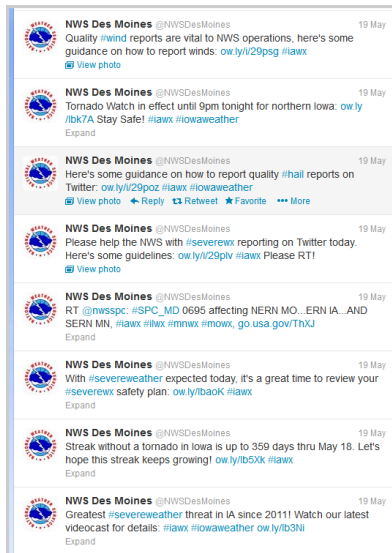 NWS Des Moines @NWSDesMoines 19 May
Quality #wind reports are vital to NWS operations, here's some
guidance on how to report winds: ow.ly/i/29psg #iawx
View photo
NWS Des Moines @NWSDesMoines 19 May
Tornado Watch in effect until 9pm tonight for northern Iowa: ow.ly
/lbk7A Stay Safe! #iawx #iowaweather
Expand
NWS Des Moines @NWSDesMoines 19 May
Here's some guidance on how to report quality #hail reports on
Twitter: ow.ly/i/29poz #iawx #iowaweather
View photo Reply Retweet Favorite More
NWS Des Moines @NWSDesMoines 19 May
Please help the NWS with #severewx reporting on Twitter today.
Here's some guidelines: ow.ly/i/29plv #iawx Please RT!
View photo
NWS Des Moines @NWSDesMoines 19 May
RT @nwsspc: #SPC_MD 0695 affecting NERN MO...ERN IA...AND
SERN MN, #iawx #ilwx #mnwx #mowx, go.usa.gov/ThXJ
Expand
NWS Des Moines @NWSDesMoines 19 May
With #severeweather expected today, it's a great time to review your
#severewx safety plan: ow.ly/lbaoK #iawx
Expand
NWS Des Moines @NWSDesMoines 19 May
Streak without a tornado in Iowa is up to 359 days thru May 18. Let's
hope this streak keeps growing! ow.ly/lb5Xk #iawx
Expand
NWS Des Moines @NWSDesMoines 19 May
Greatest #severeweather threat in IA since 2011! Watch our latest
videocast for details: #iawx #iowaweather ow.ly/lb3Ni
Expand